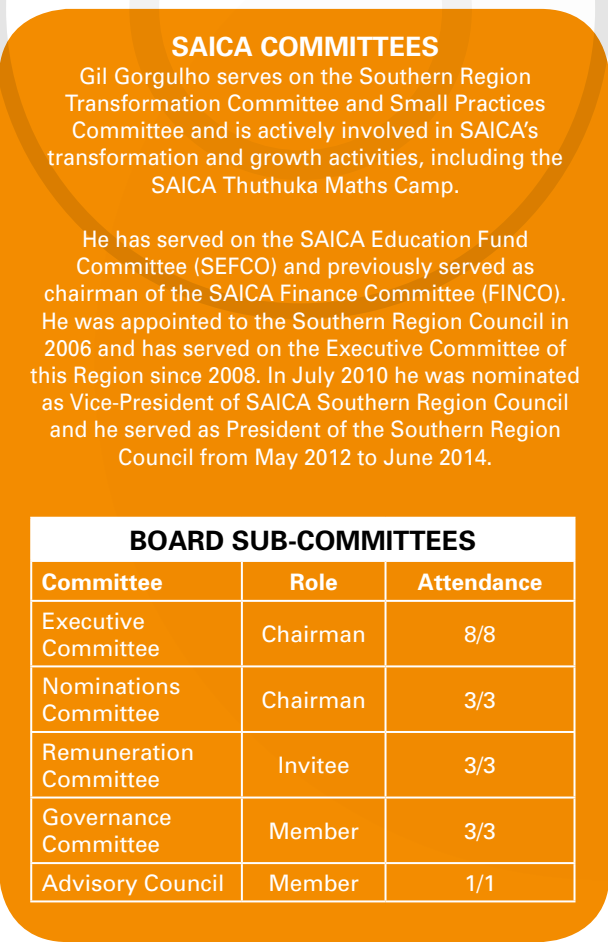 SAICA COMMITTEES
Gil Gorgulho serves on the Southern Region
Transformation Committee and Small Practices
Committee and is actively involved in SAICA's
transformation and growth activities, including the
SAICA Thuthuka Maths Camp.
He has served on the SAICA Education Fund
Committee (SEFCO) and previously served as
chairman of the SAICA Finance Committee (FINCO).
He was appointed to the Southern Region Council in
2006 and has served on the Executive Committee of
this Region since 2008. In July 2010 he was nominated
as Vice-President of SAICA Southern Region Council
and he served as President of the Southern Region
Council from May 2012 to June 2014.
BOARD SUB-COMMITTEES
Committee Role Attendance
Executive
Committee Chairman 8/8
Nominations
Committee Chairman 3/3
Remuneration
Committee Invitee 3/3
Governance
Committee Member 3/3
Advisory Council Member 1/1